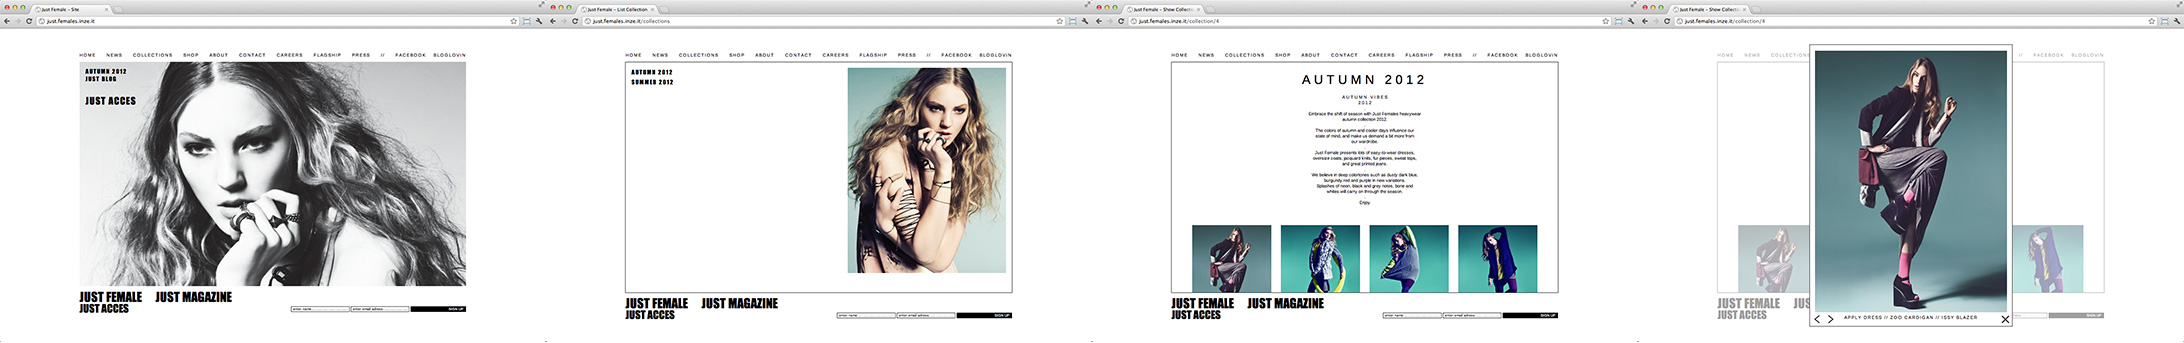 Just Female – Site
just.females.inze.it
HOME NEWS COLLECTIONS SHOP ABOUT CONTACT CAREERS FLAGSHIP PRESS // FACEBOOK BLOGLOVIN
AUTUMN 2012
JUST BLOG
JUST ACCES
JUST FEMALE JUST MAGAZINE
JUST ACCES
enter name enter email adress SIGN UP
Just Female – List Collection
just.females.inze.it/collections
HOME NEWS COLLECTIONS SHOP ABOUT CONTACT CAREERS FLAGSHIP PRESS // FACEBOOK BLOGLOVIN
AUTUMN 2012
SUMMER 2012
JUST FEMALE JUST MAGAZINE
JUST ACCES
enter name enter email adress SIGN UP
Just Female – Show Collectio
just.females.inze.it/collection/4
HOME NEWS COLLECTIONS SHOP ABOUT CONTACT CAREERS FLAGSHIP PRESS // FACEBOOK BLOGLOVIN
AUTUMN 2012
AUTUMN VIBES
2012
Embrace the shift of season with Just Females heavywear
autumn collection 2012.
The colors of autumn and cooler days influence our
state of mind, and make us demand a bit more from
our wardrobe.
Just Female presents lots of easy-to-wear dresses,
oversize coats, jacquard knits, fur pieces, sweat tops,
and great printed jeans.
We believe in deep colortones such as dusty dark blue,
burgundy red and purple in new variations.
Splashes of neon, black and grey notes, bone and
whites will carry on through the season.
Enjoy.
JUST FEMALE JUST MAGAZINE
JUST ACCES
enter name enter email adress SIGN UP
Just Female – Show Collectio
just.females.inze.it/collection/4
HOME NEWS COLLECTIONS // FACEBOOK BLOGLOVIN
JUST FEMALE JUS
JUST ACCES
SIGN UP
APPLY DRESS // ZOO CARDIGAN // ISSY BLAZER